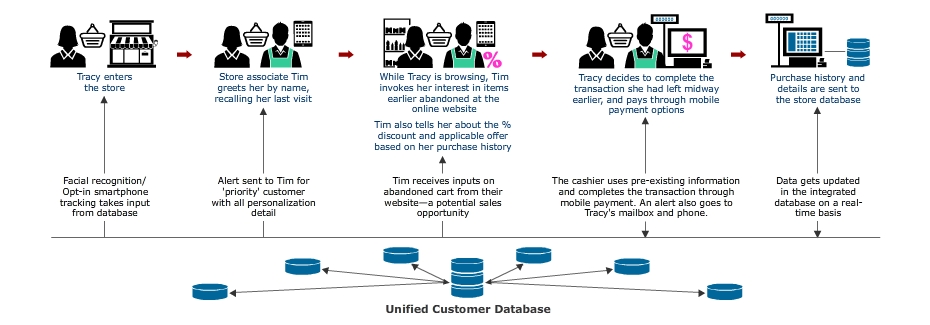 Tracy enters
the store
Store associate Tim
greets her by name,
recalling her last visit
While Tracy is browsing, Tim
invokes her interest in items
earlier abandoned at the
online website
Tim also tells her about the %
discount and applicable offer
based on her purchase history
%
$
Tracy decides to complete the
transaction she had left midway
earlier, and pays through mobile
payment options
Purchase history and
details are sent to
the store database
Facial recognition/
Opt-in smartphone
tracking takes input
from database
Alert sent to Tim for
'priority' customer
with all personalization
detail
Tim receives inputs on
abandoned cart from their
website—a potential sales
opportunity
The cashier uses pre-existing information
and completes the transaction through
mobile payment. An alert also goes to
Tracy's mailbox and phone.
Data gets updated
in the integrated
database on a real-
time basis
Unified Customer Database